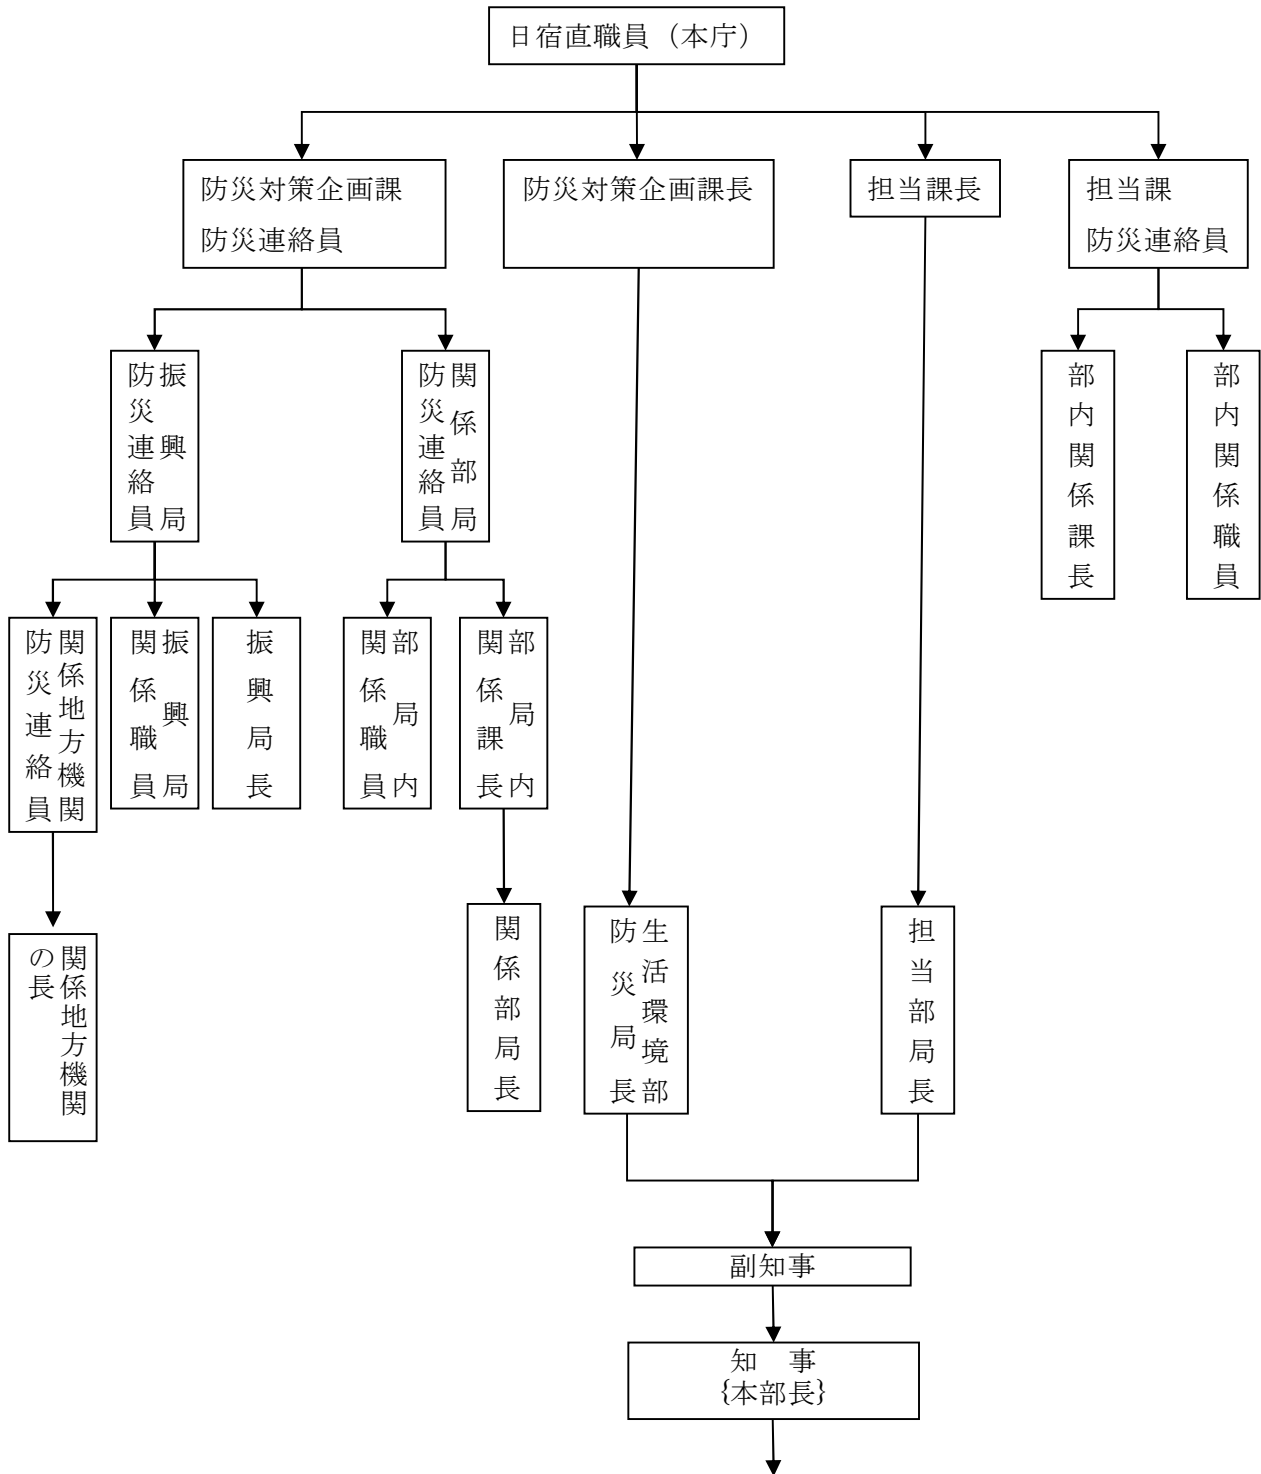 日宿直職員（本庁）
防災対策企画課
防災連絡員
防災対策企画課長
担当課長
担当課
防災連絡員
振興局
防災連絡員
関係部局
防災連絡員
部内関係課長
部内関係職員
関係地方機関
防災連絡員
振興局
関係職員
振興局長
部局内
関係職員
部局内
関係課長
関係地方機関
の長
関係部局長
生活環境部
防災局長
担当部局長
副知事
知　事
{本部長}